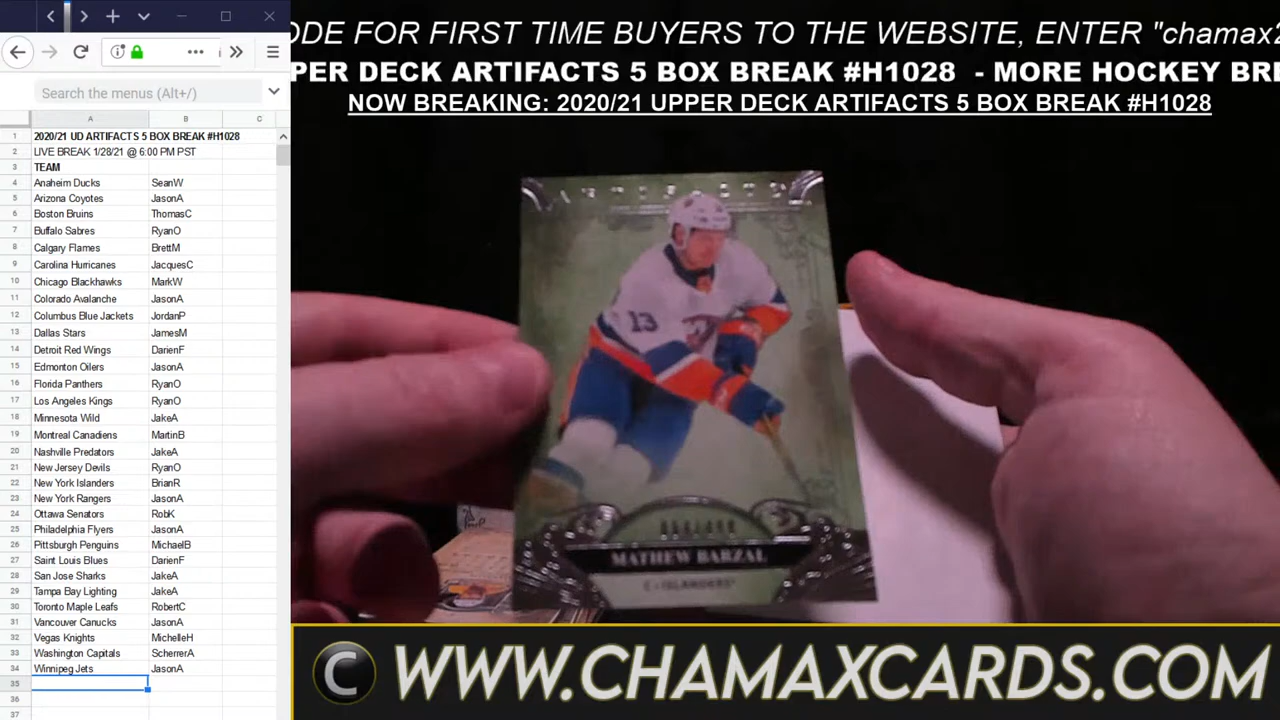 Search the menus (Alt+/)
A B C
1 2020/21 UD ARTIFACTS 5 BOX BREAK #H1028
2 LIVE BREAK 1/28/21 @ 6:00 PM PST
3 TEAM
4 Anaheim Ducks SeanW
5 Arizona Coyotes JasonA
6 Boston Bruins ThomasC
7 Buffalo Sabres RyanO
8 Calgary Flames BrettM
9 Carolina Hurricanes JacquesC
10 Chicago Blackhawks MarkW
11 Colorado Avalanche JasonA
12 Columbus Blue Jackets JordanP
13 Dallas Stars JamesM
14 Detroit Red Wings DarienF
15 Edmonton Oilers JasonA
16 Florida Panthers RyanO
17 Los Angeles Kings RyanO
18 Minnesota Wild JakeA
19 Montreal Canadiens MartinB
20 Nashville Predators JakeA
21 New Jersey Devils RyanO
22 New York Islanders BrianR
23 New York Rangers JasonA
24 Ottawa Senators RobK
25 Philadelphia Flyers JasonA
26 Pittsburgh Penguins MichaelB
27 Saint Louis Blues DarienF
28 San Jose Sharks JakeA
29 Tampa Bay Lighting JakeA
30 Toronto Maple Leafs RobertC
31 Vancouver Canucks JasonA
32 Vegas Knights MichelleH
33 Washington Capitals ScherrerA
34 Winnipeg Jets JasonA
35
36
37
ODE FOR FIRST TIME BUYERS TO THE WEBSITE, ENTER "chamax2
PER DECK ARTIFACTS 5 BOX BREAK #H1028 - MORE HOCKEY BRE
NOW BREAKING: 2020/21 UPPER DECK ARTIFACTS 5 BOX BREAK #H1028
ARTIFACTS
13
MATHEW BARZAL
C • ISLANDERS
C WWW.CHAMAXCARDS.COM